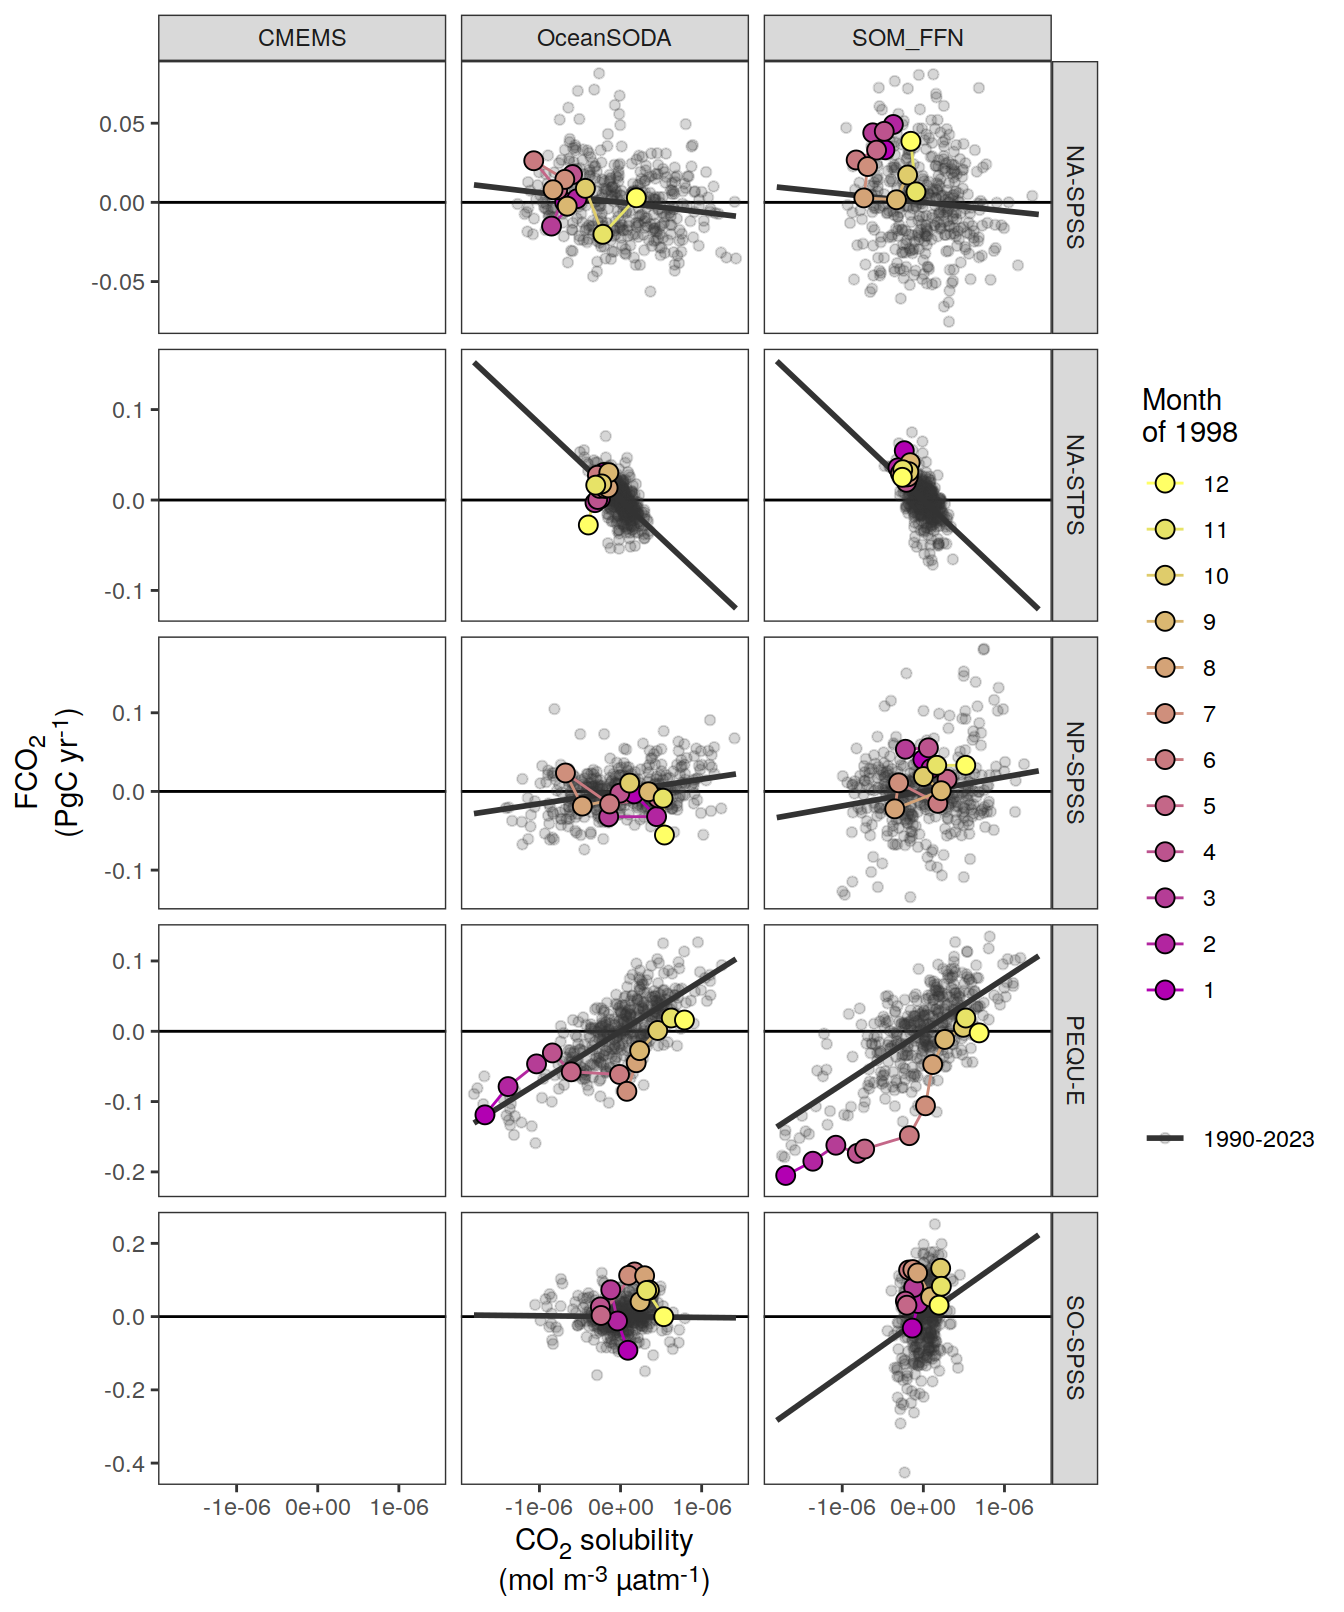 CMEMS OceanSODA SOM_FFN
0.05
0.00
-0.05
NA-SPSS
0.1
0.0
-0.1
NA-STPS
0.1
0.0
-0.1
NP-SPSS
0.1
0.0
-0.1
-0.2
PEQU-E
0.2
0.0
-0.2
-0.4
SO-SPSS
-1e-06 0e+00 1e-06 -1e-06 0e+00 1e-06 -1e-06 0e+00 1e-06
CO₂ solubility
(mol m⁻³ µatm⁻¹)
FCO₂
(PgC yr⁻¹)
Month
of 1998
12
11
10
9
8
7
6
5
4
3
2
1
1990-2023